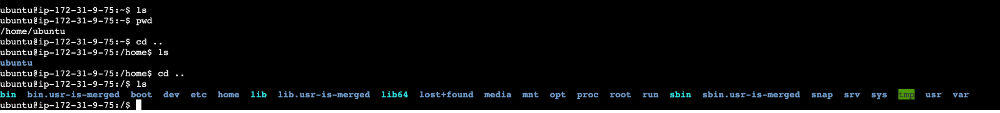 ubuntu@ip-172-31-9-75:~$ ls
ubuntu@ip-172-31-9-75:~$ pwd
/home/ubuntu
ubuntu@ip-172-31-9-75:~$ cd ..
ubuntu@ip-172-31-9-75:/home$ ls
ubuntu
ubuntu@ip-172-31-9-75:/home$ cd ..
ubuntu@ip-172-31-9-75:/$ ls
bin  bin.usr-is-merged  boot  dev  etc  home  lib  lib.usr-is-merged  lib64  lost+found  media  mnt  opt  proc  root  run  sbin  sbin.usr-is-merged  snap  srv  sys  tmp  usr  var
ubuntu@ip-172-31-9-75:/$